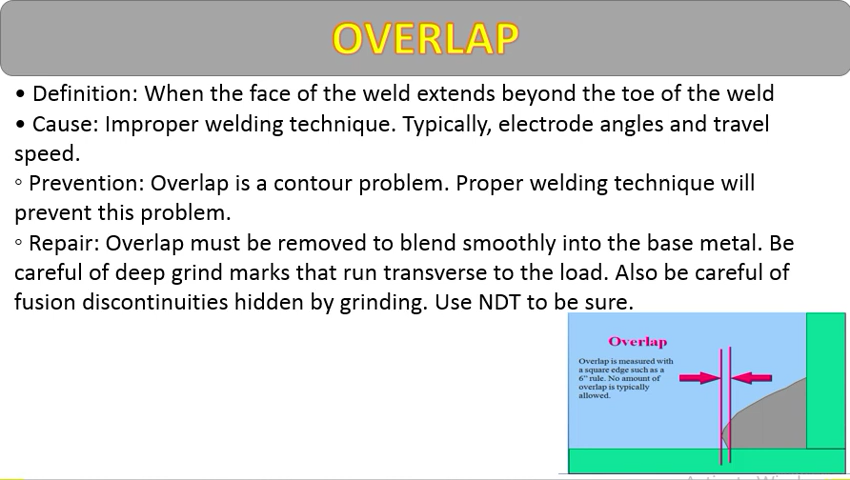 OVERLAP
• Definition: When the face of the weld extends beyond the toe of the weld
• Cause: Improper welding technique. Typically, electrode angles and travel
speed.
◦ Prevention: Overlap is a contour problem. Proper welding technique will
prevent this problem.
◦ Repair: Overlap must be removed to blend smoothly into the base metal. Be
careful of deep grind marks that run transverse to the load. Also be careful of
fusion discontinuities hidden by grinding. Use NDT to be sure.
Overlap
Overlap is measured with
a square edge such as a
6" rule. No amount of
overlap is typically
allowed.